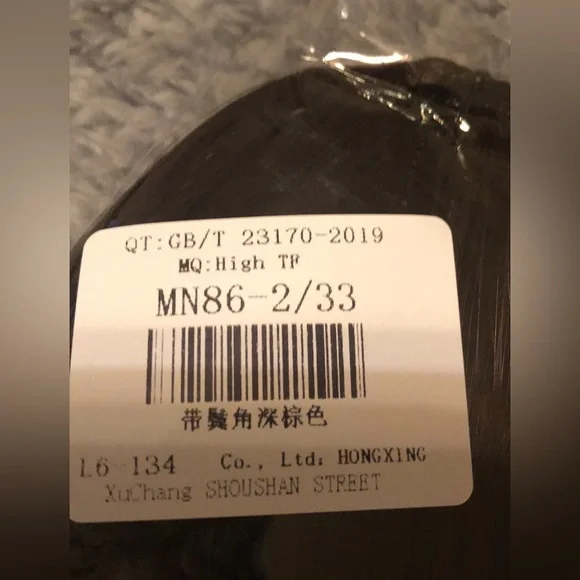 QT:GB/T 23170-2019
MQ:High TF
MN86-2/33
带鬓角深棕色
L6-134 Co., Ltd: HONGXING
XuChang SHOUSHAN STREET